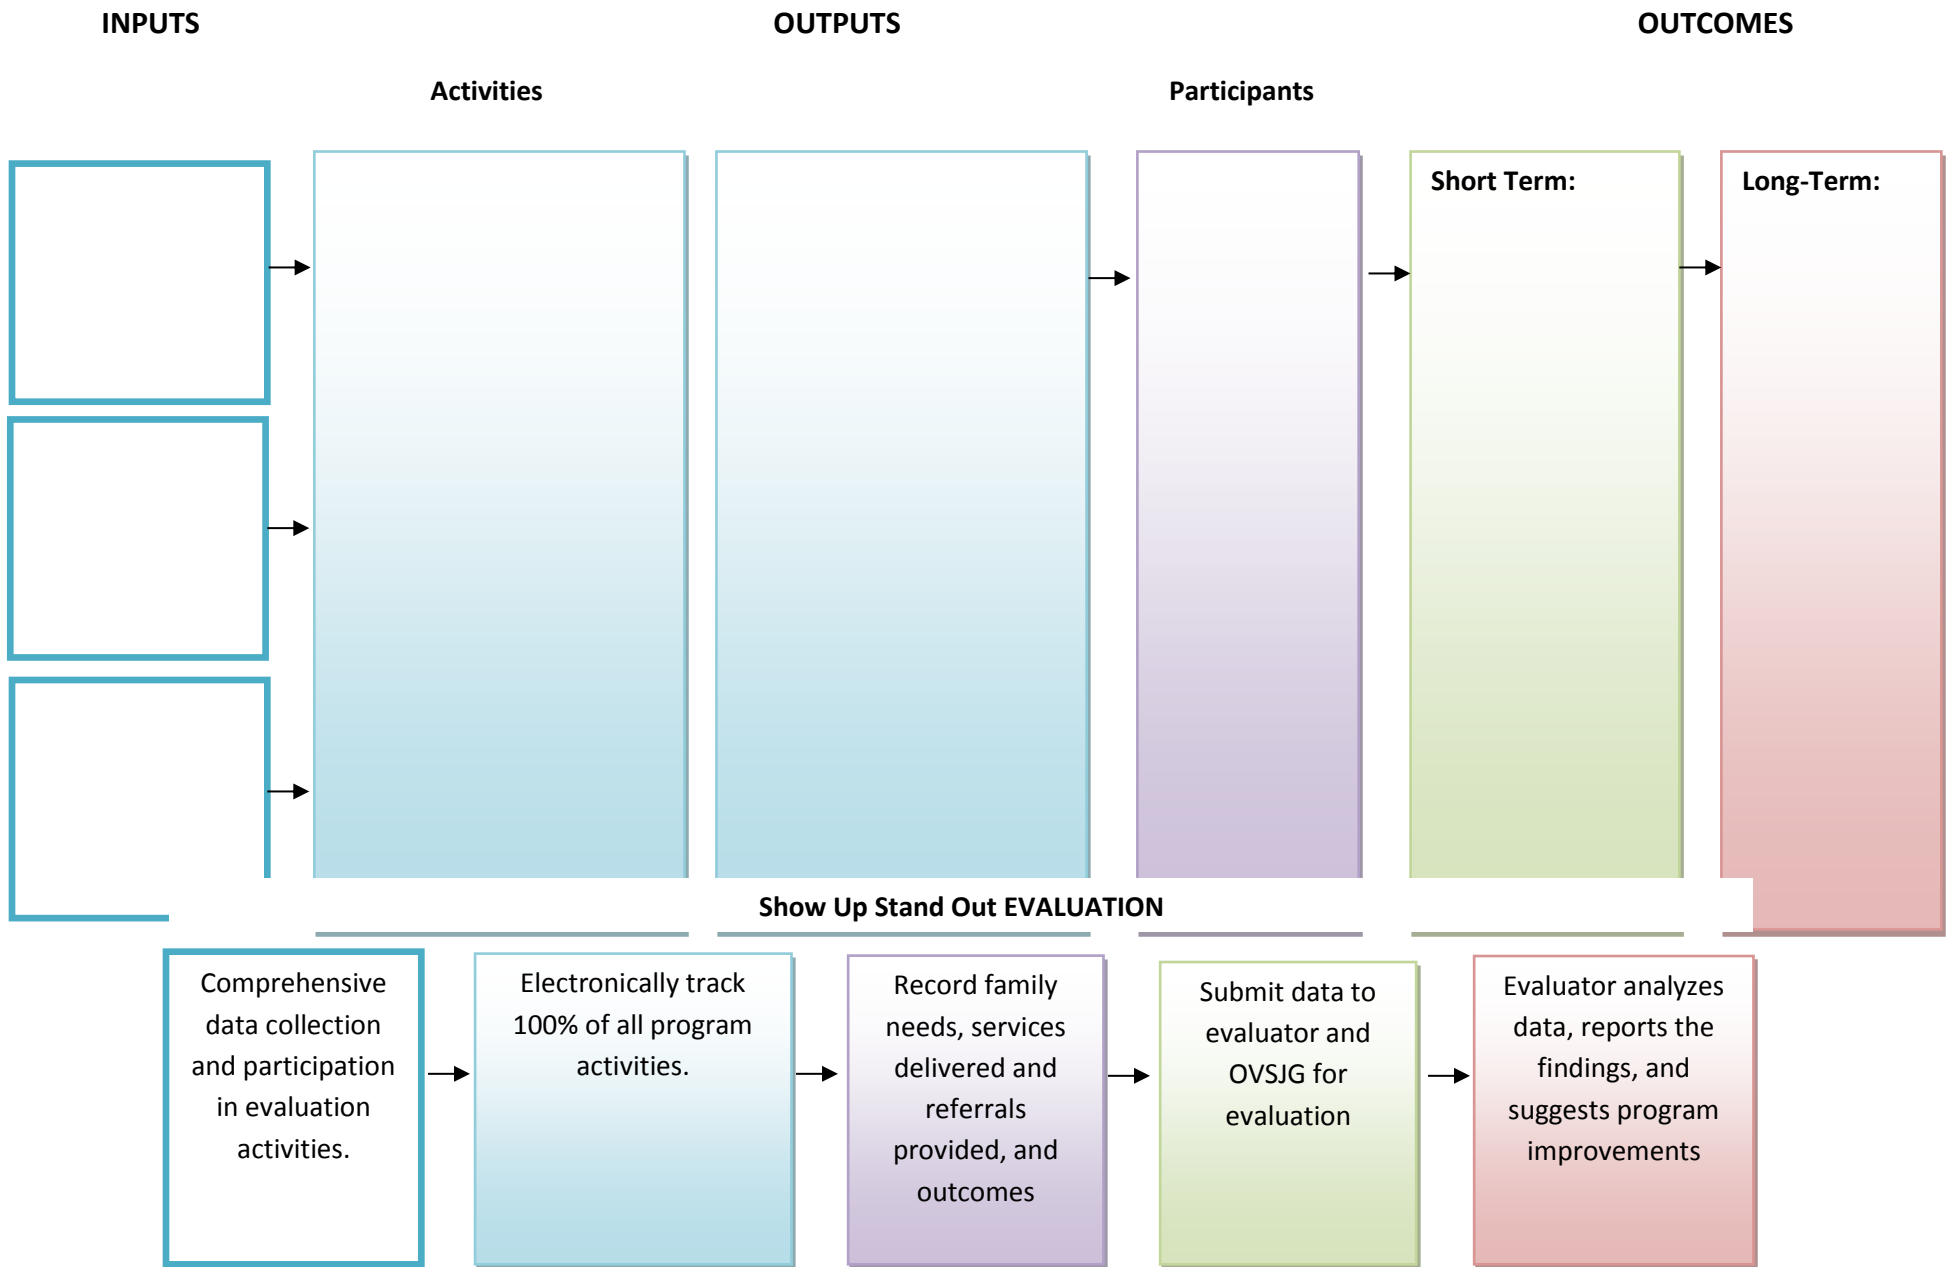 INPUTS
OUTPUTS
OUTCOMES
Activities
Participants
Short Term:
Long-Term:
Show Up Stand Out EVALUATION
Comprehensive
data collection
and participation
in evaluation
activities.
Electronically track
100% of all program
activities.
Record family
needs, services
delivered and
referrals
provided, and
outcomes
Submit data to
evaluator and
OVSJG for
evaluation
Evaluator analyzes
data, reports the
findings, and
suggests program
improvements